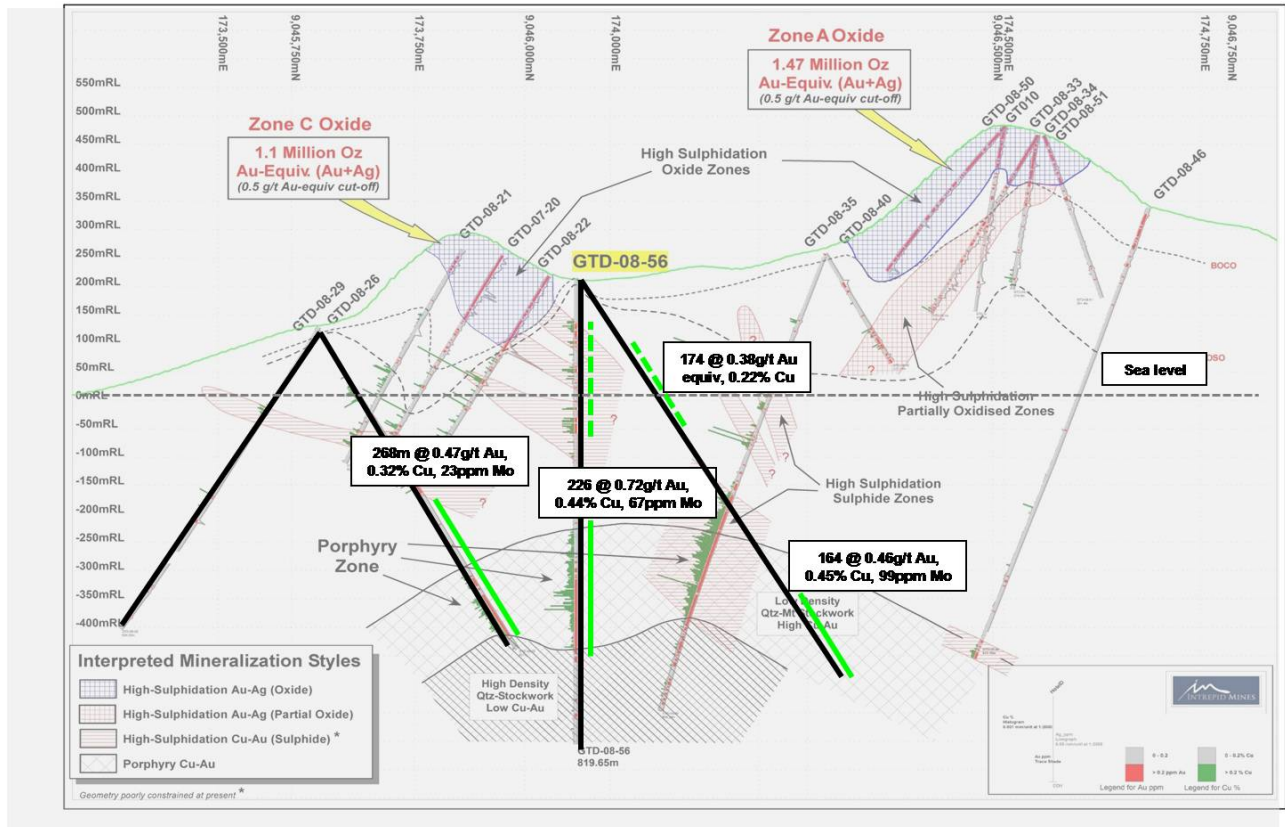 173,500mE
9,045,750mN
173,750mE
9,046,000mN
174,000mE
9,046,500mN
174,500mE
174,750mE
9,046,750mN
550mRL
500mRL
450mRL
400mRL
350mRL
300mRL
250mRL
200mRL
150mRL
100mRL
50mRL
0mRL
-50mRL
-100mRL
-150mRL
-200mRL
-250mRL
-300mRL
-350mRL
-400mRL
Zone C Oxide
1.1 Million Oz
Au-Equiv. (Au+Ag)
(0.5 g/t Au-equiv cut-off)
Zone A Oxide
1.47 Million Oz
Au-Equiv. (Au+Ag)
(0.5 g/t Au-equiv cut-off)
High Sulphidation
Oxide Zones
GTD-08-29
GTD-08-26
GTD-08-21
GTD-07-20
GTD-08-22
GTD-08-56
GTD-08-35
GTD-08-40
GTD-08-50
GT010
GTD-08-33
GTD-08-34
GTD-08-51
GTD-08-46
BOCO
Sea level
174 @ 0.38g/t Au
equiv, 0.22% Cu
High Sulphidation
Partially Oxidised Zones
268m @ 0.47g/t Au,
0.32% Cu, 23ppm Mo
226 @ 0.72g/t Au,
0.44% Cu, 67ppm Mo
High Sulphidation
Sulphide Zones
Porphyry
Zone
164 @ 0.46g/t Au,
0.45% Cu, 99ppm Mo
Low Density
Qtz-Mt Stockwork
High Cu-Au
High Density
Qtz-Stockwork
Low Cu-Au
GTD-08-56
819.65m
?
?
?
?
?
?
?
Interpreted Mineralization Styles
High-Sulphidation Au-Ag (Oxide)
High-Sulphidation Au-Ag (Partial Oxide)
High-Sulphidation Cu-Au (Sulphide) *
Porphyry Cu-Au
Geometry poorly constrained at present *
INTREPID MINES
Cu %
Histogram
Au ppm
0 - 0.2
> 0.2 ppm Au
Legend for Au ppm
0 - 0.2% Cu
> 0.2 % Cu
Legend for Cu %